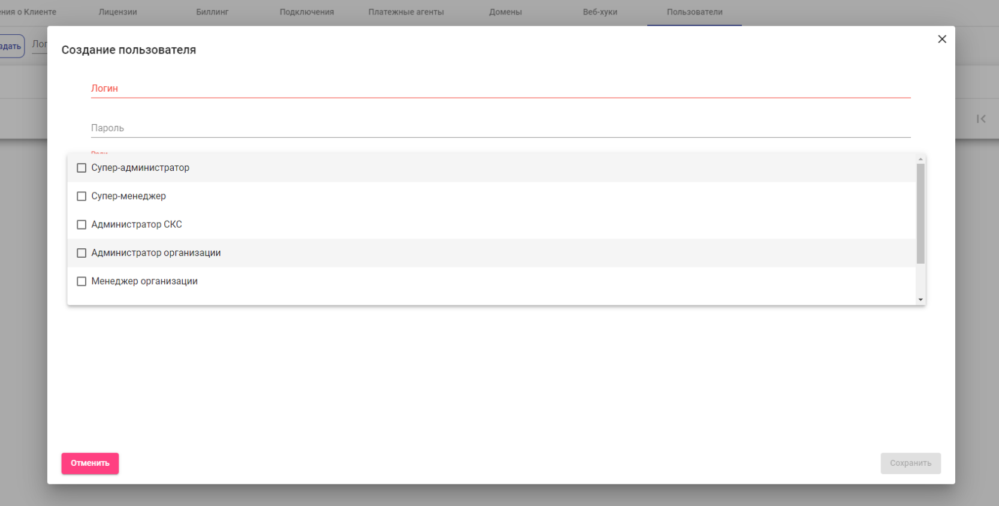 ения о Клиенте Лицензии Биллинг Подключения Платежные агенты Домены Веб-хуки Пользователи
здать Лог
Создание пользователя
Логин
Пароль
Роли
Супер-администратор
Супер-менеджер
Администратор СКС
Администратор организации
Менеджер организации
Отменить Сохранить